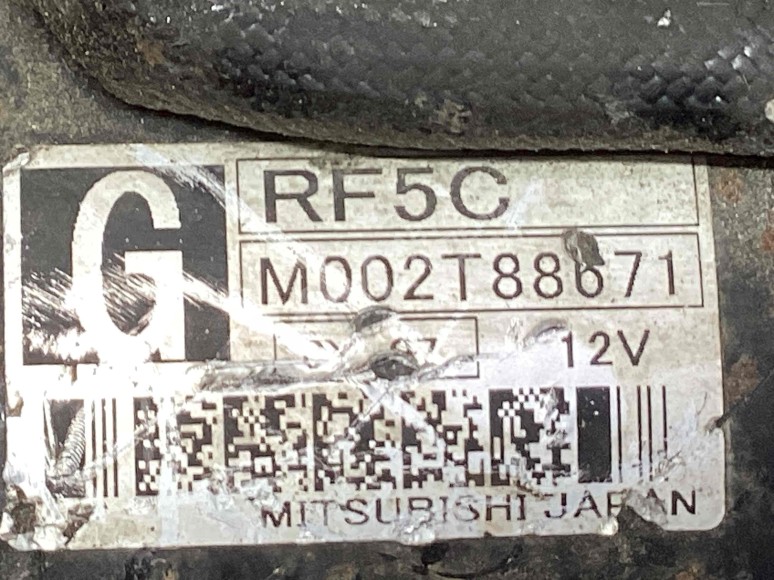 G
RF5C
M002T88671
12V
MITSUBISHI JAPAN